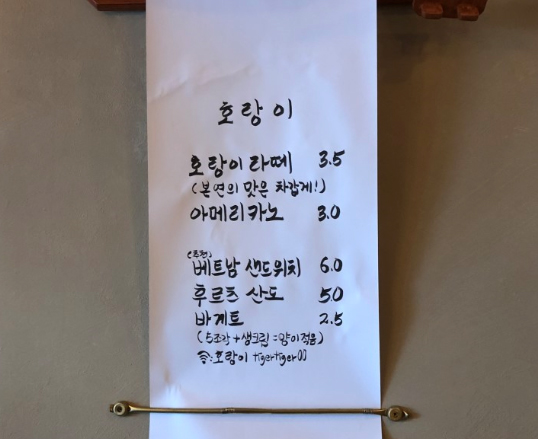 호랑이
호랑이 라떼 3.5
(본연의 맛은 차갑게!)
아메리카노 3.0
(추천)
베트남 샌드위치 6.0
후르츠 산도 5.0
바게트 2.5
(5조각+생크림=양이적음)
:호랑이 tigertiger00